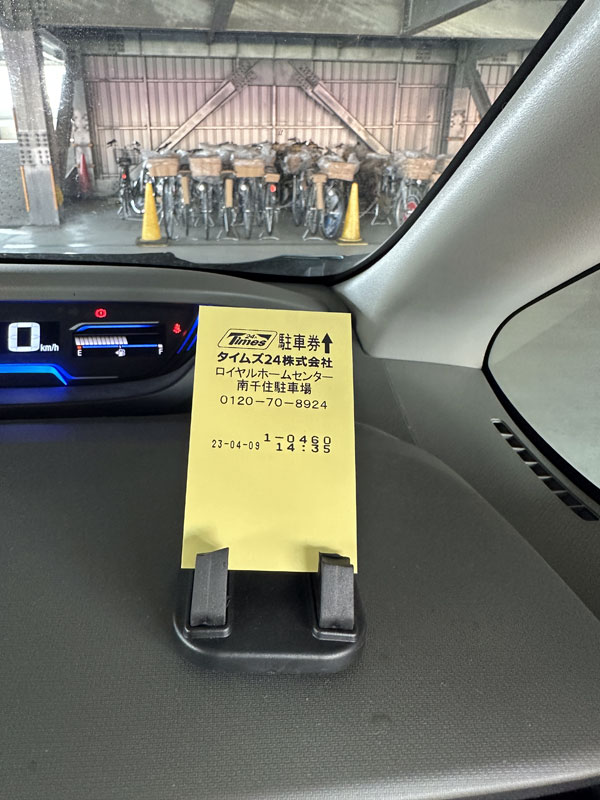 24h Times 駐車券↑
タイムズ24株式会社
ロイヤルホームセンター
南千住駐車場
0120-70-8924
1-0460
23-04-09 14:35
0 km/h
E F